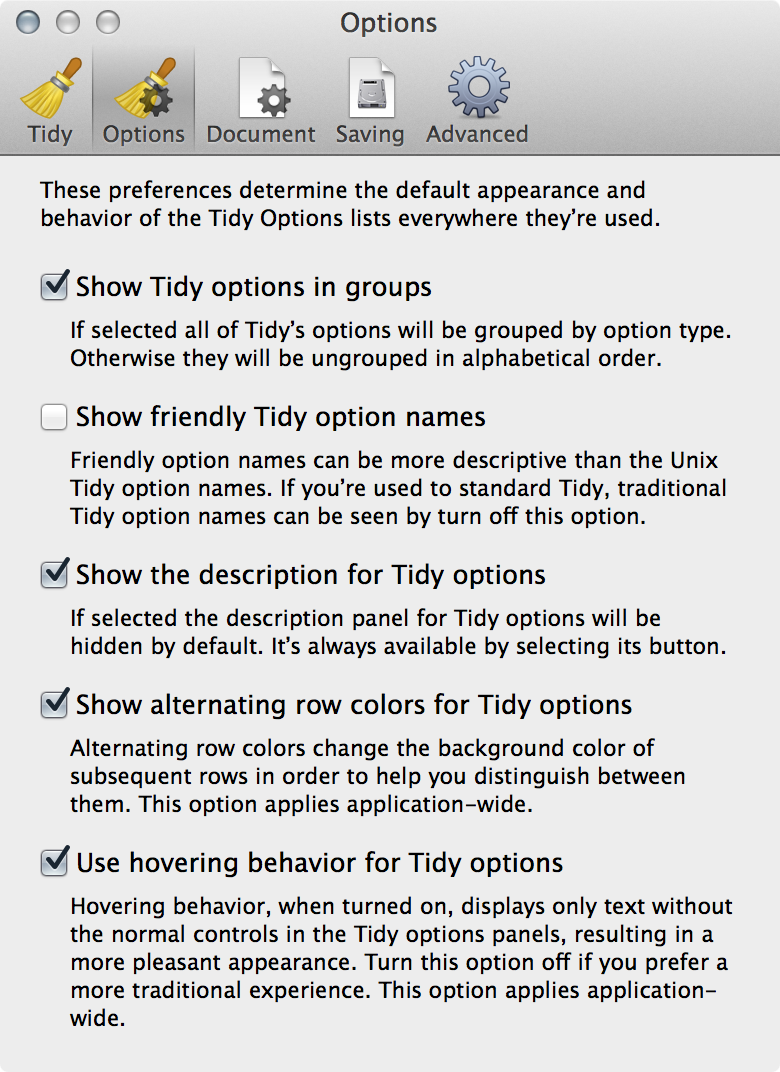 Options
Tidy Options Document Saving Advanced
These preferences determine the default appearance and
behavior of the Tidy Options lists everywhere they’re used.
Show Tidy options in groups
If selected all of Tidy’s options will be grouped by option type.
Otherwise they will be ungrouped in alphabetical order.
Show friendly Tidy option names
Friendly option names can be more descriptive than the Unix
Tidy option names. If you’re used to standard Tidy, traditional
Tidy option names can be seen by turn off this option.
Show the description for Tidy options
If selected the description panel for Tidy options will be
hidden by default. It’s always available by selecting its button.
Show alternating row colors for Tidy options
Alternating row colors change the background color of
subsequent rows in order to help you distinguish between
them. This option applies application-wide.
Use hovering behavior for Tidy options
Hovering behavior, when turned on, displays only text without
the normal controls in the Tidy options panels, resulting in a
more pleasant appearance. Turn this option off if you prefer a
more traditional experience. This option applies application-
wide.